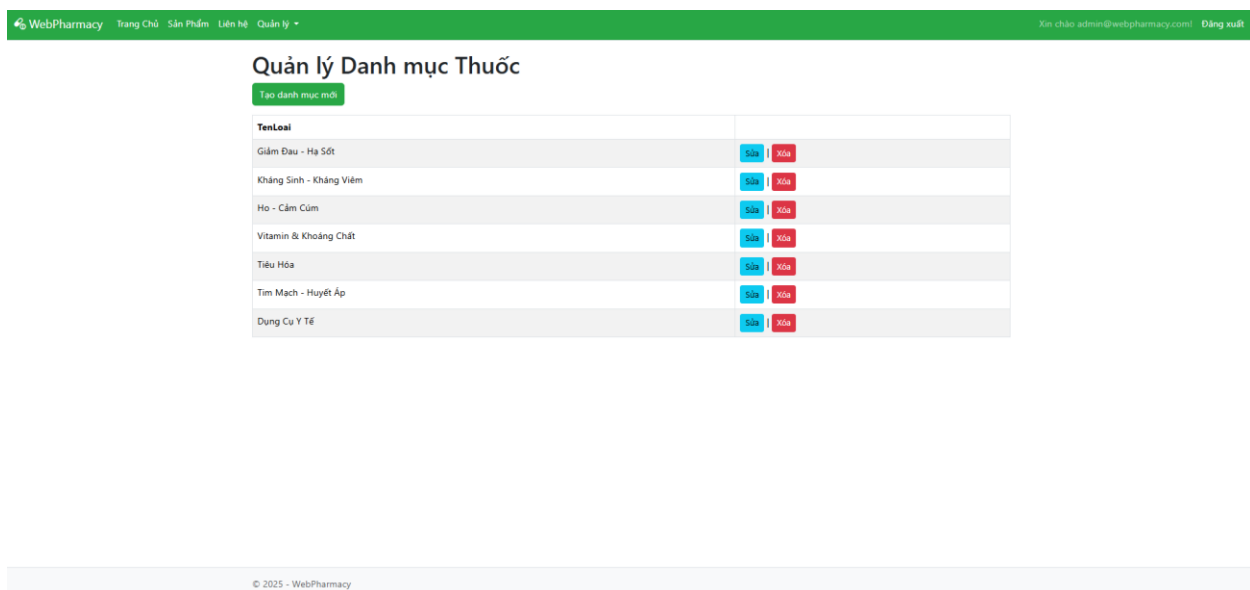 WebPharmacy Trang Chủ Sản Phẩm Liên hệ Quản lý Xin chào admin@webpharmacy.com! Đăng xuất
Quản lý Danh mục Thuốc
Tạo danh mục mới
TenLoai
Giảm Đau - Hạ Sốt Sửa | Xóa
Kháng Sinh - Kháng Viêm Sửa | Xóa
Ho - Cảm Cúm Sửa | Xóa
Vitamin & Khoáng Chất Sửa | Xóa
Tiêu Hóa Sửa | Xóa
Tim Mạch - Huyết Áp Sửa | Xóa
Dụng Cụ Y Tế Sửa | Xóa
© 2025 - WebPharmacy